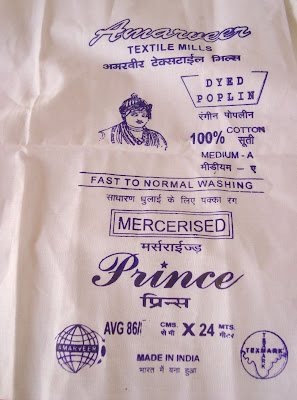 Amarveer
TEXTILE MILLS
अमरवीर टेक्सटाईल मिल्स
DYED
POPLIN
रंगीन पोपलीन
100% COTTON सूती
MEDIUM - A
मीडीयम - ए
FAST TO NORMAL WASHING
साधारण धुलाई के लिए पक्का रंग
MERCERISED
मर्सराईज्ड
Prince
प्रिन्स
AVG 86/ CMS. से मी X 24 MTS. मीटर
AMARVEER
MADE IN INDIA
भारत में बना हुआ
TEXMARK